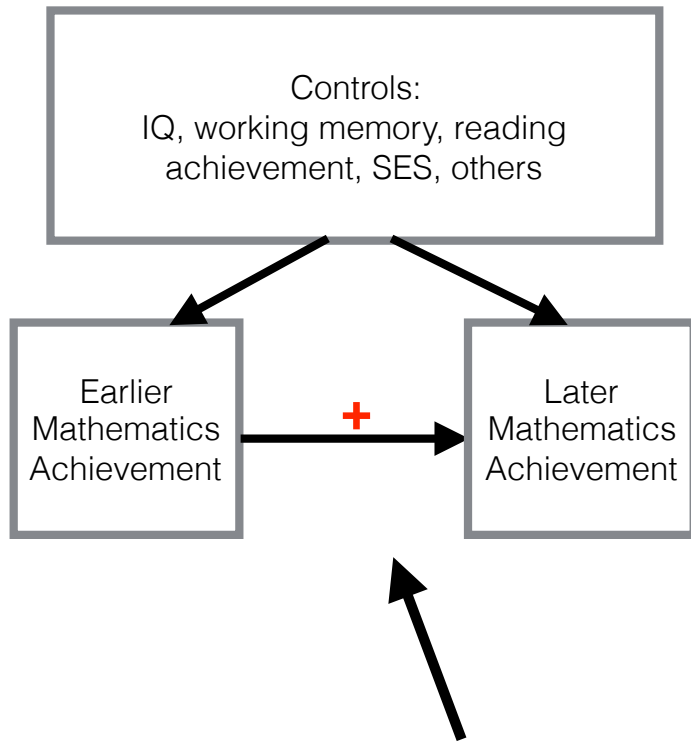 Controls:
IQ, working memory, reading
achievement, SES, others
Earlier
Mathematics
Achievement
+
Later
Mathematics
Achievement